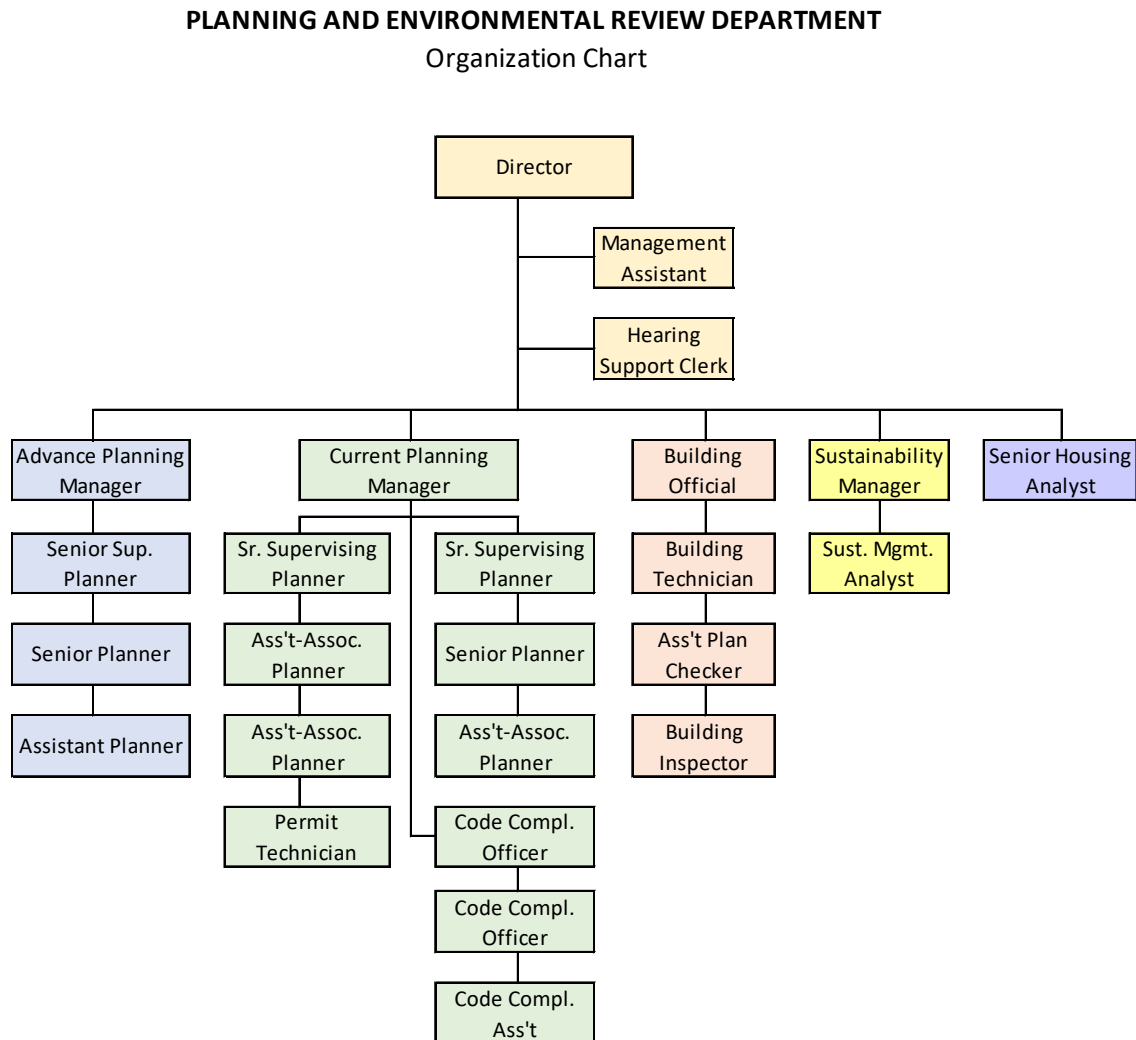 PLANNING AND ENVIRONMENTAL REVIEW DEPARTMENT
Organization Chart
Director
Management
Assistant
Hearing
Support Clerk
Advance Planning
Manager
Current Planning
Manager
Building
Official
Sustainability
Manager
Senior Housing
Analyst
Senior Sup.
Planner
Sr. Supervising
Planner
Sr. Supervising
Planner
Building
Technician
Sust. Mgmt.
Analyst
Senior Planner
Ass't-Assoc.
Planner
Senior Planner
Ass't Plan
Checker
Assistant Planner
Ass't-Assoc.
Planner
Ass't-Assoc.
Planner
Building
Inspector
Permit
Technician
Code Compl.
Officer
Code Compl.
Officer
Code Compl.
Ass't